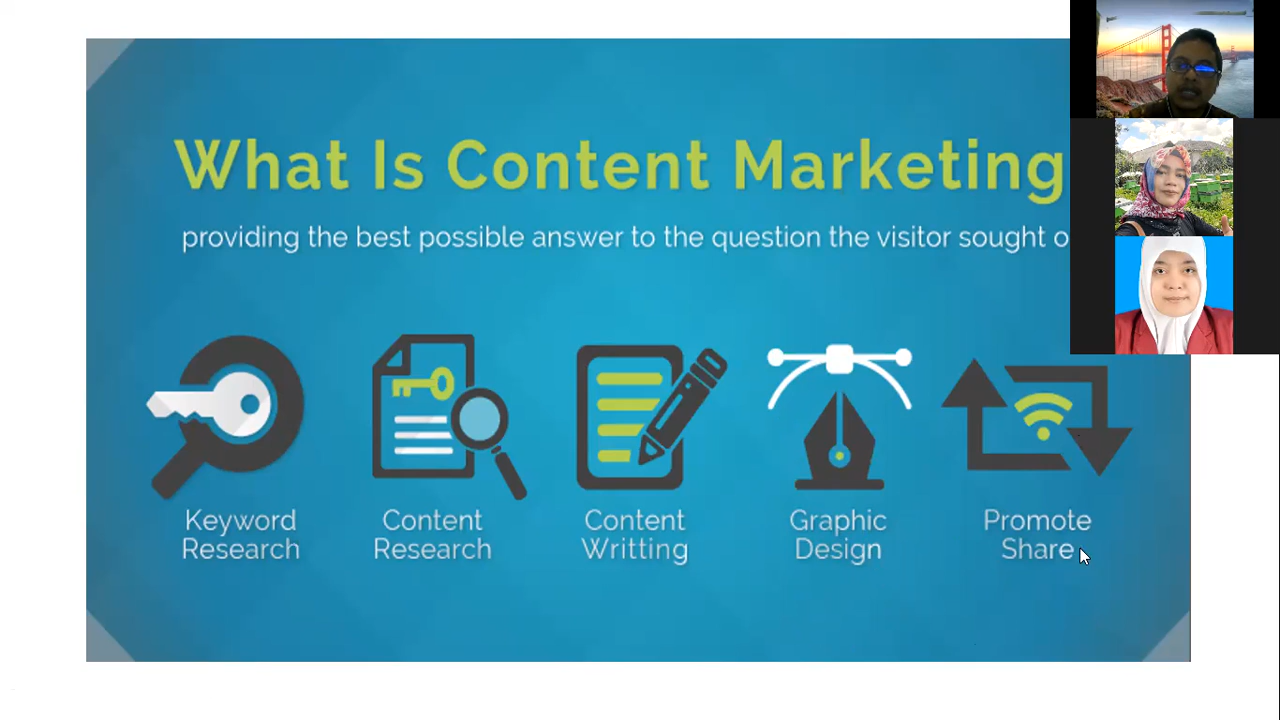 What Is Content Marketing
providing the best possible answer to the question the visitor sought
Keyword
Research
Content
Research
Content
Writting
Graphic
Design
Promote
Share